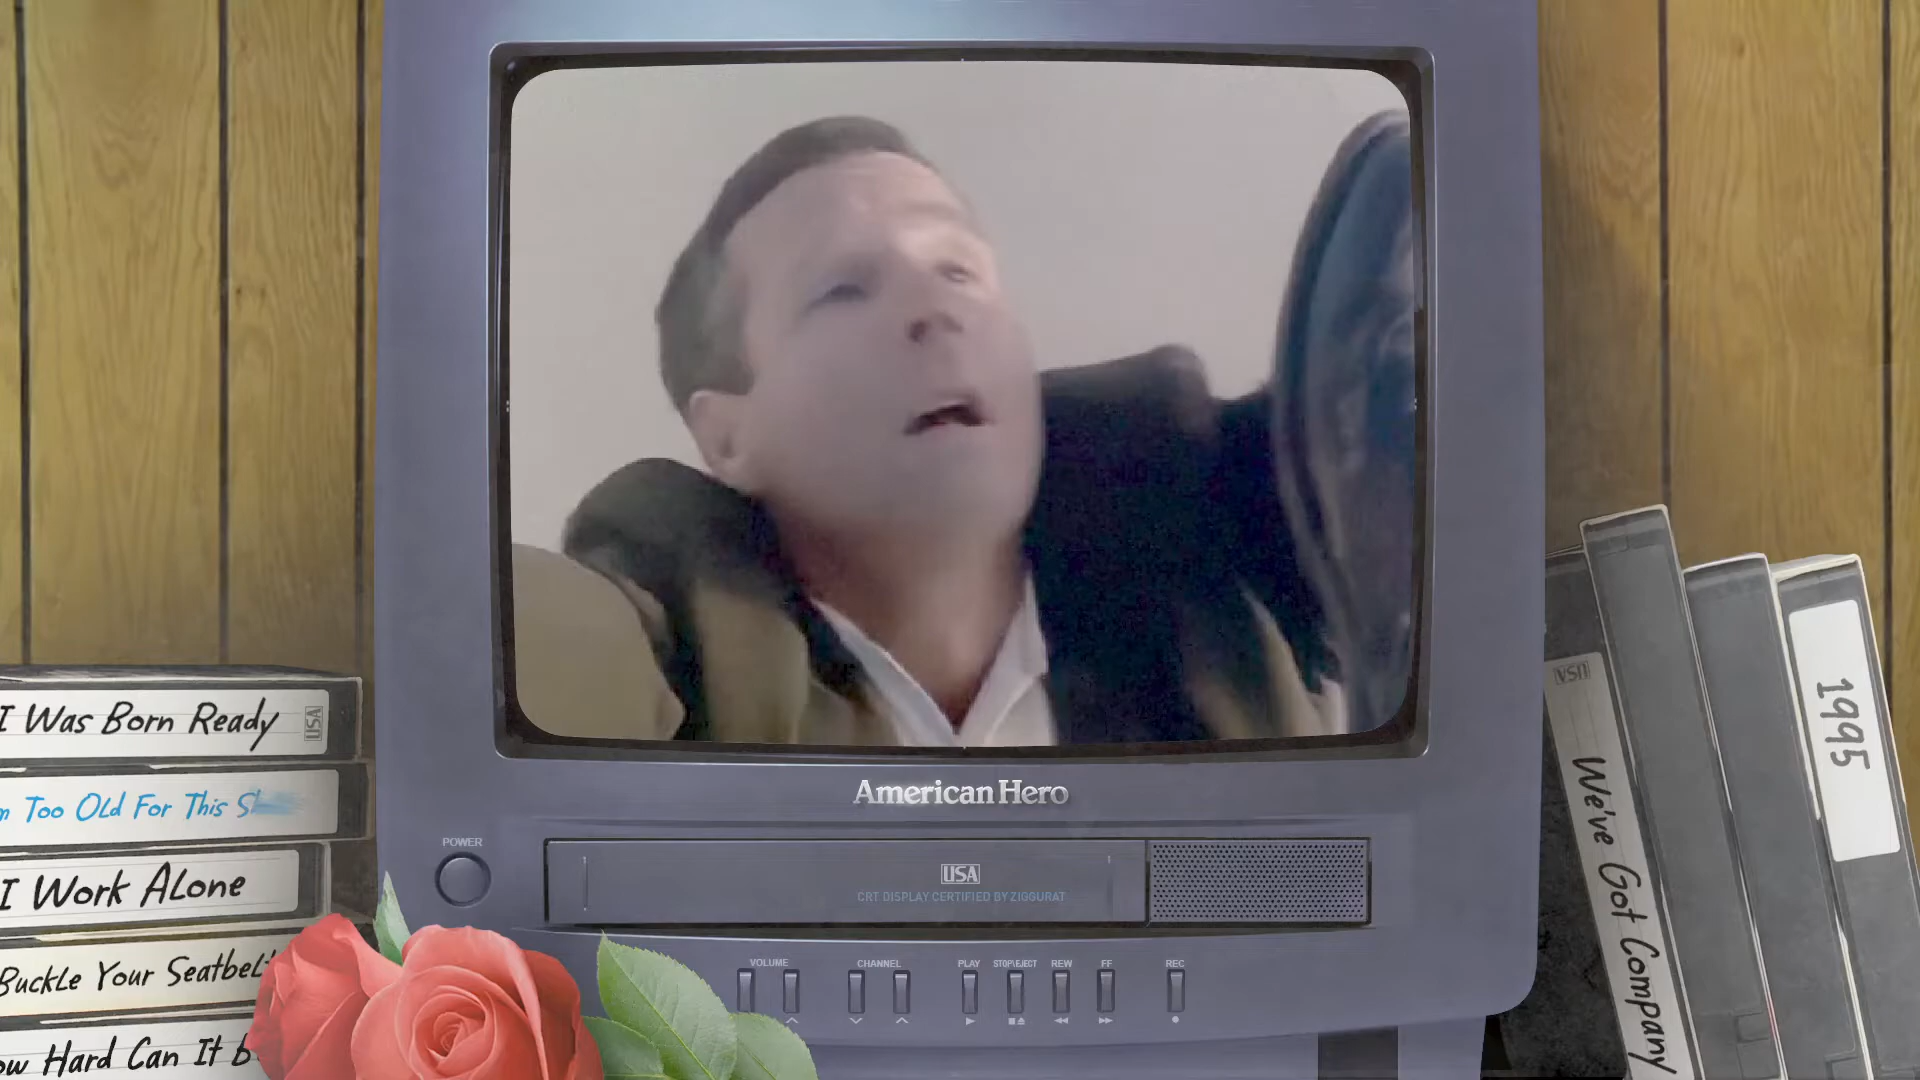 I Was Born Ready
USA
Too Old For This S
I Work Alone
Buckle Your Seatbelt
Hard Can It B
American Hero
POWER
USA
CRT DISPLAY CERTIFIED BY ZIGGURAT
VOLUME
CHANNEL
PLAY
STOP\EJECT
REW
FF
REC
USA
We've Got Company
1995